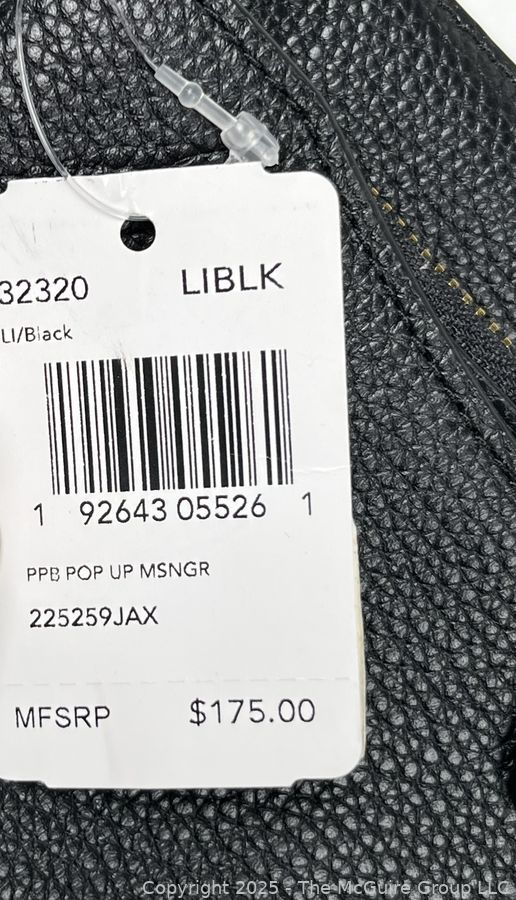 32320 LIBLK
LI/Black
1 92643 05526 1
PPB POP UP MSNGR
225259JAX
MFSRP $175.00
Copyright 2025 - The McGuire Group LLC